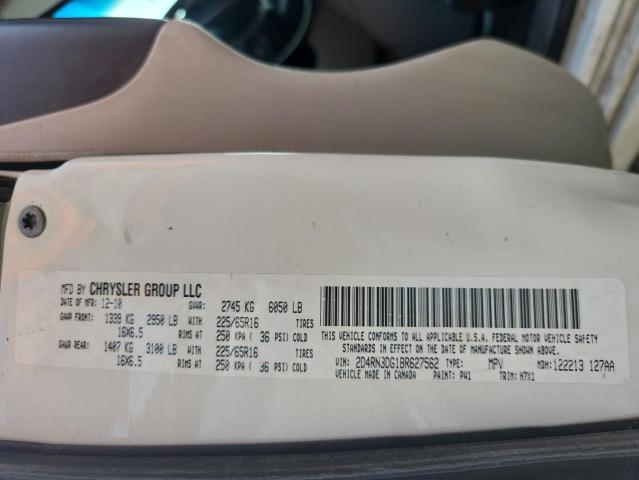 MFD BY CHRYSLER GROUP LLC
DATE OF MFR: 12-10 GVWR: 2745 KG 6050 LB
GAWR FRONT: 1339 KG 2950 LB WITH 225/65R16 TIRES
16X6.5 RIMS AT 250 KPA ( 36 PSI) COLD
GAWR REAR: 1407 KG 3100 LB WITH 225/65R16 TIRES
16X6.5 RIMS AT 250 KPA ( 36 PSI) COLD
THIS VEHICLE CONFORMS TO ALL APPLICABLE U.S.A. FEDERAL MOTOR VEHICLE SAFETY
STANDARDS IN EFFECT ON THE DATE OF MANUFACTURE SHOWN ABOVE.
VIN: 2D4RN3DG1BR627562 TYPE: MPV MDH:122213 127AA
VEHICLE MADE IN CANADA PAINT: PW1 TRIM: H7X1